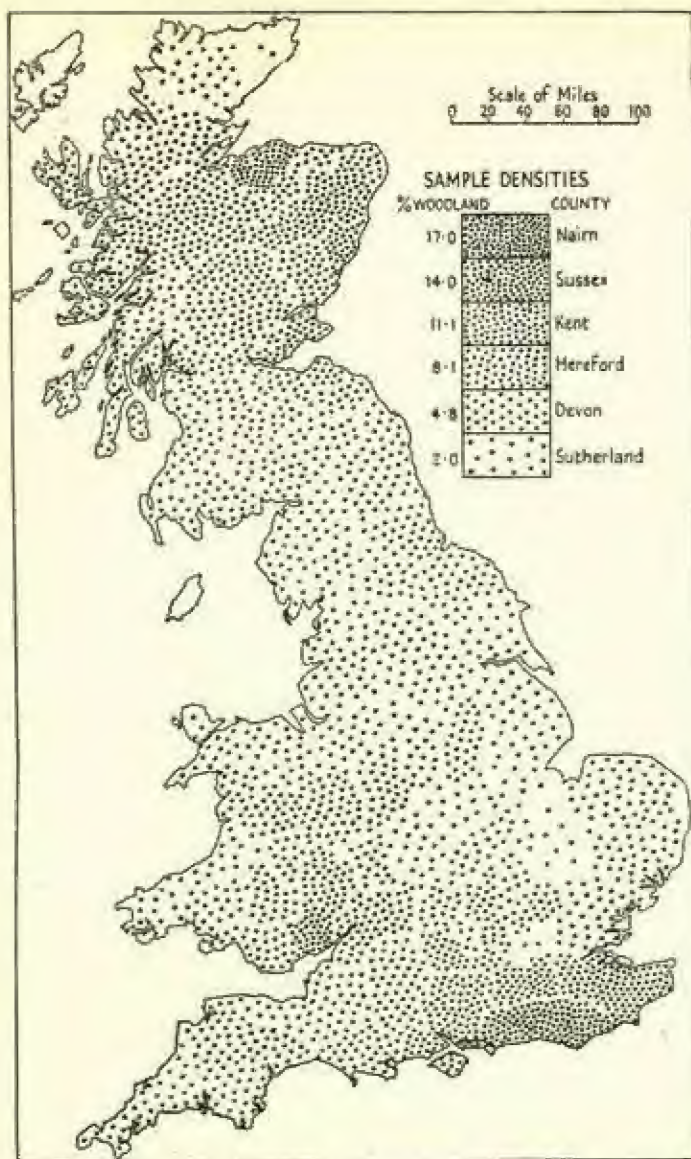 Scale of Miles
0 20 40 60 80 100
SAMPLE DENSITIES
% WOODLAND COUNTY
17·0 Nairn
14·0 Sussex
11·1 Kent
8·1 Hereford
4·8 Devon
2·0 Sutherland